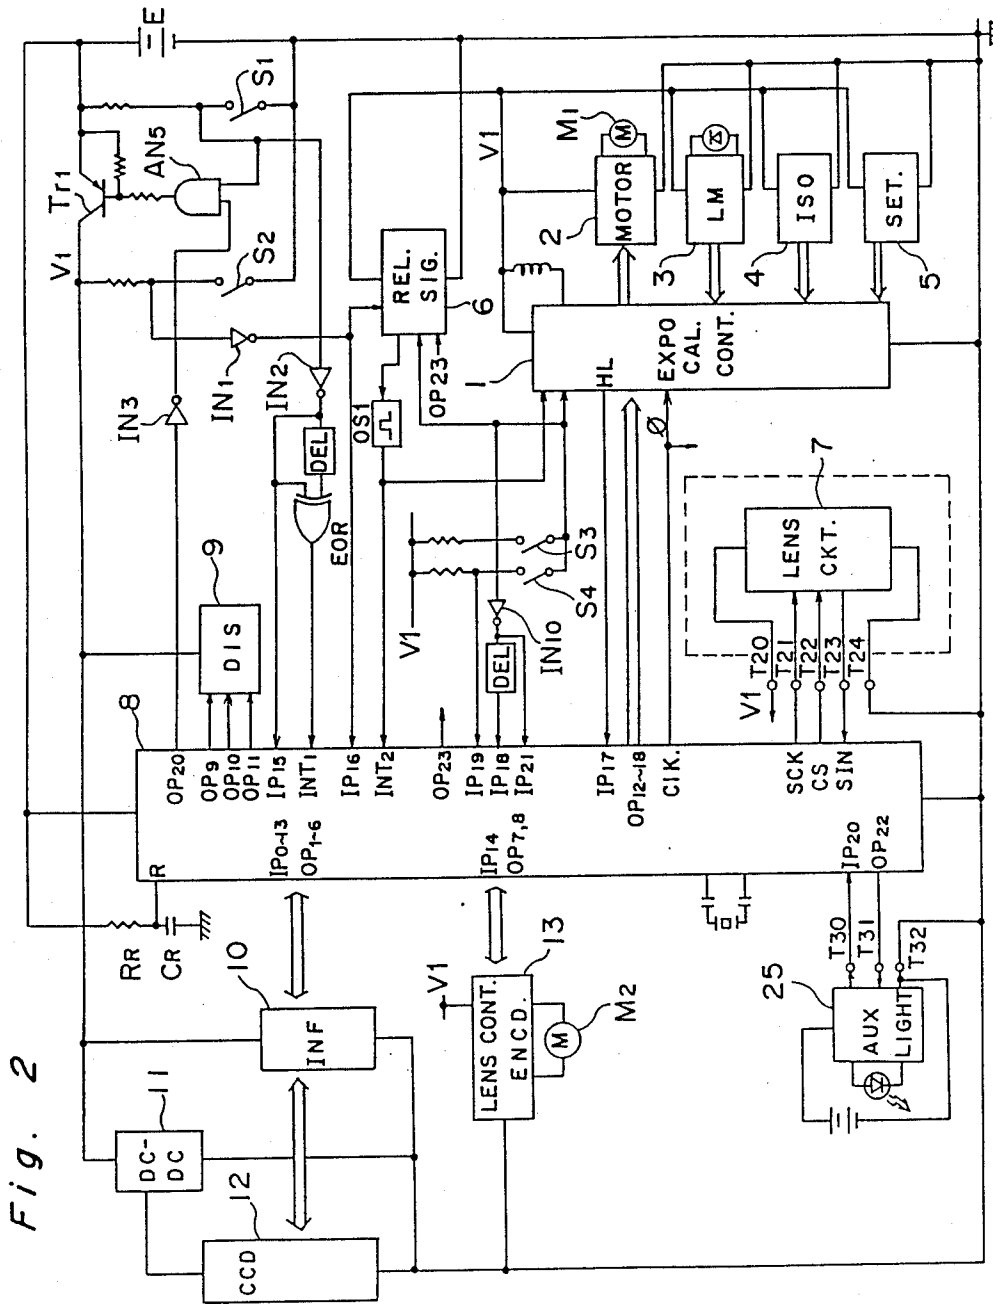 Fig. 2
E
S1
AN5
Tr1
V1
S2
IN3
IN1
IN2
DEL
EOR
OS1
REL.
SIG.
6
OP23
V1
M1
M
MOTOR
2
LM
3
ISO
4
SET.
5
1
HL
EXPO
CAL.
CONT.
Ø
9
DIS
8
V1
S3
S4
IN10
DEL
7
LENS
CKT.
V1
T20
T21
T22
T23
T24
OP20
OP9
OP10
OP11
IP15
INT1
IP16
INT2
OP23
IP19
IP18
IP21
IP17
OP12~18
ClK.
SCK
CS
SIN
R
IP0~13
OP1~6
IP14
OP7,8
IP20
OP22
RR
CR
10
INF
11
DC-
DC
12
CCD
V1
13
LENS CONT.
ENCD.
M
M2
T30
T31
T32
25
AUX
LIGHT